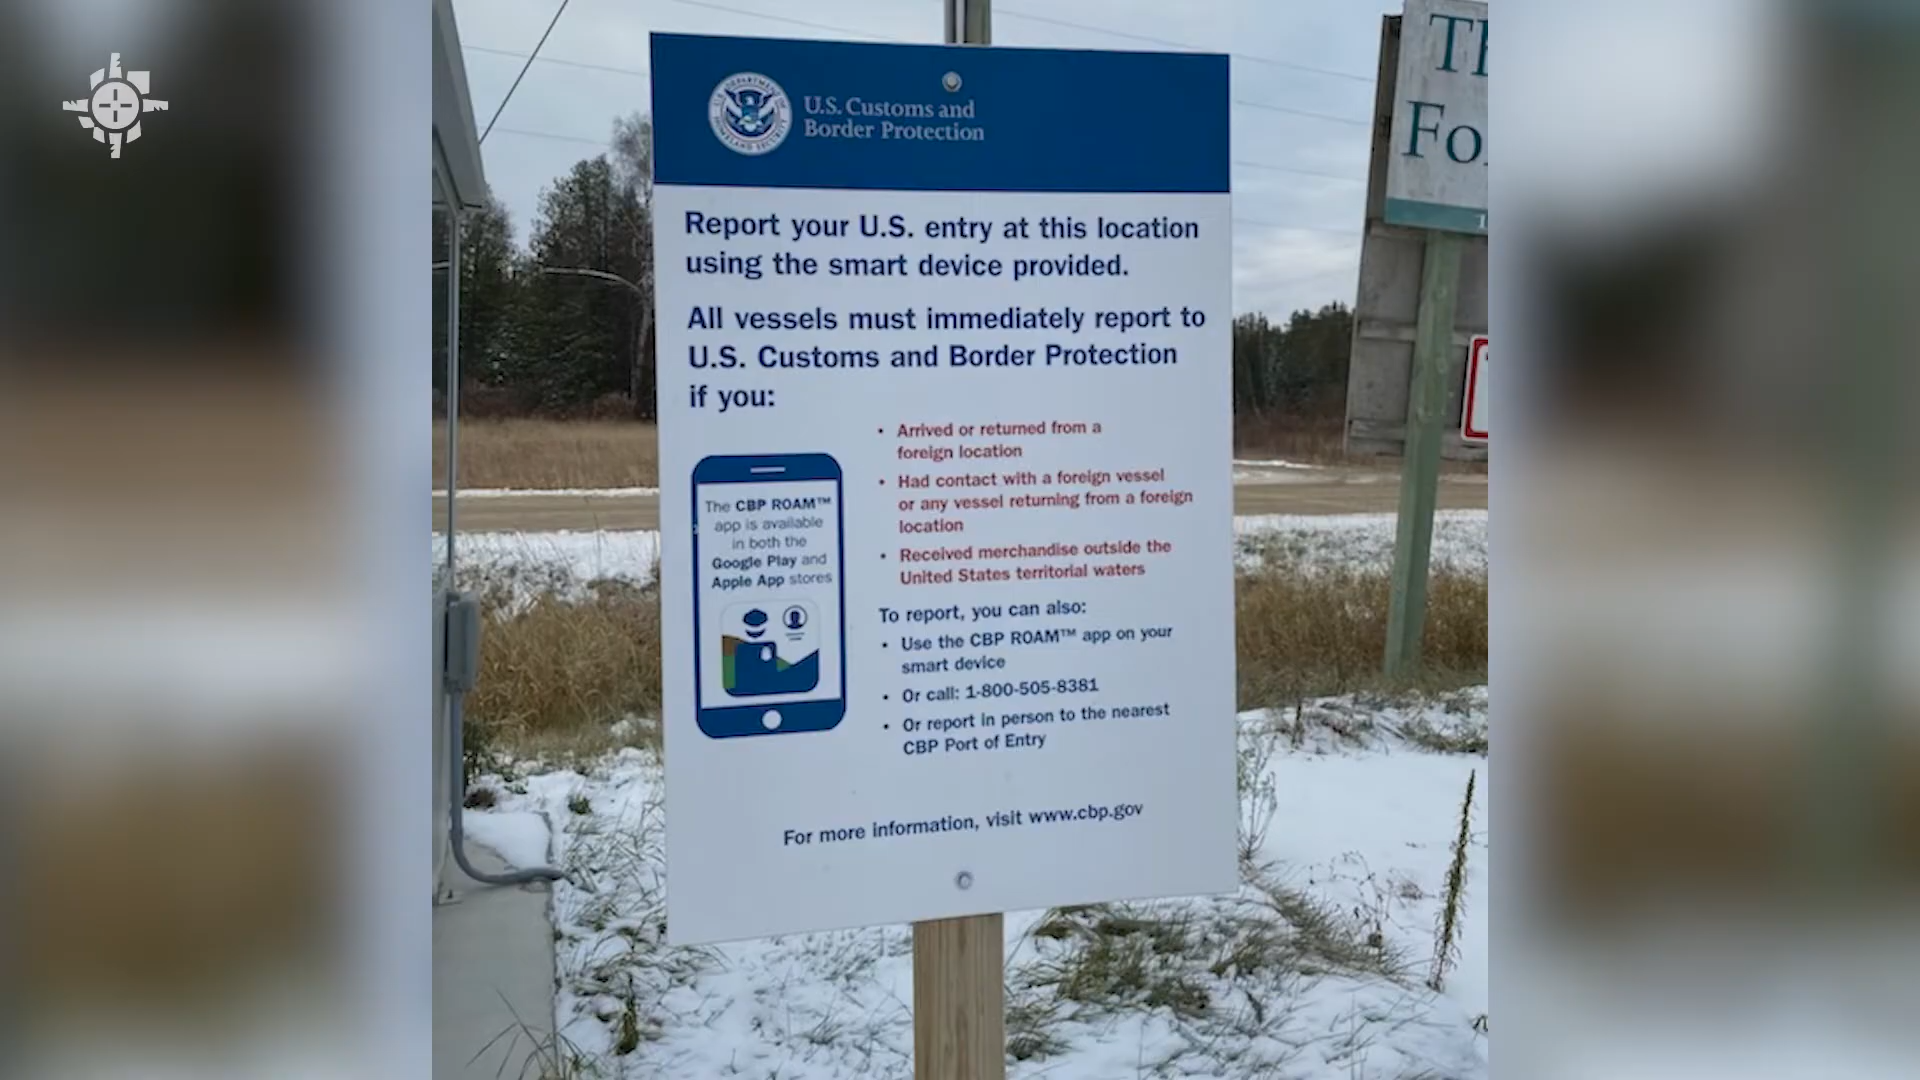 U.S. Customs and
Border Protection
Report your U.S. entry at this location
using the smart device provided.
All vessels must immediately report to
U.S. Customs and Border Protection
if you:
The CBP ROAM™
app is available
in both the
Google Play and
Apple App stores
• Arrived or returned from a
foreign location
• Had contact with a foreign vessel
or any vessel returning from a foreign
location
• Received merchandise outside the
United States territorial waters
To report, you can also:
• Use the CBP ROAM™ app on your
smart device
• Or call: 1-800-505-8381
• Or report in person to the nearest
CBP Port of Entry
For more information, visit www.cbp.gov